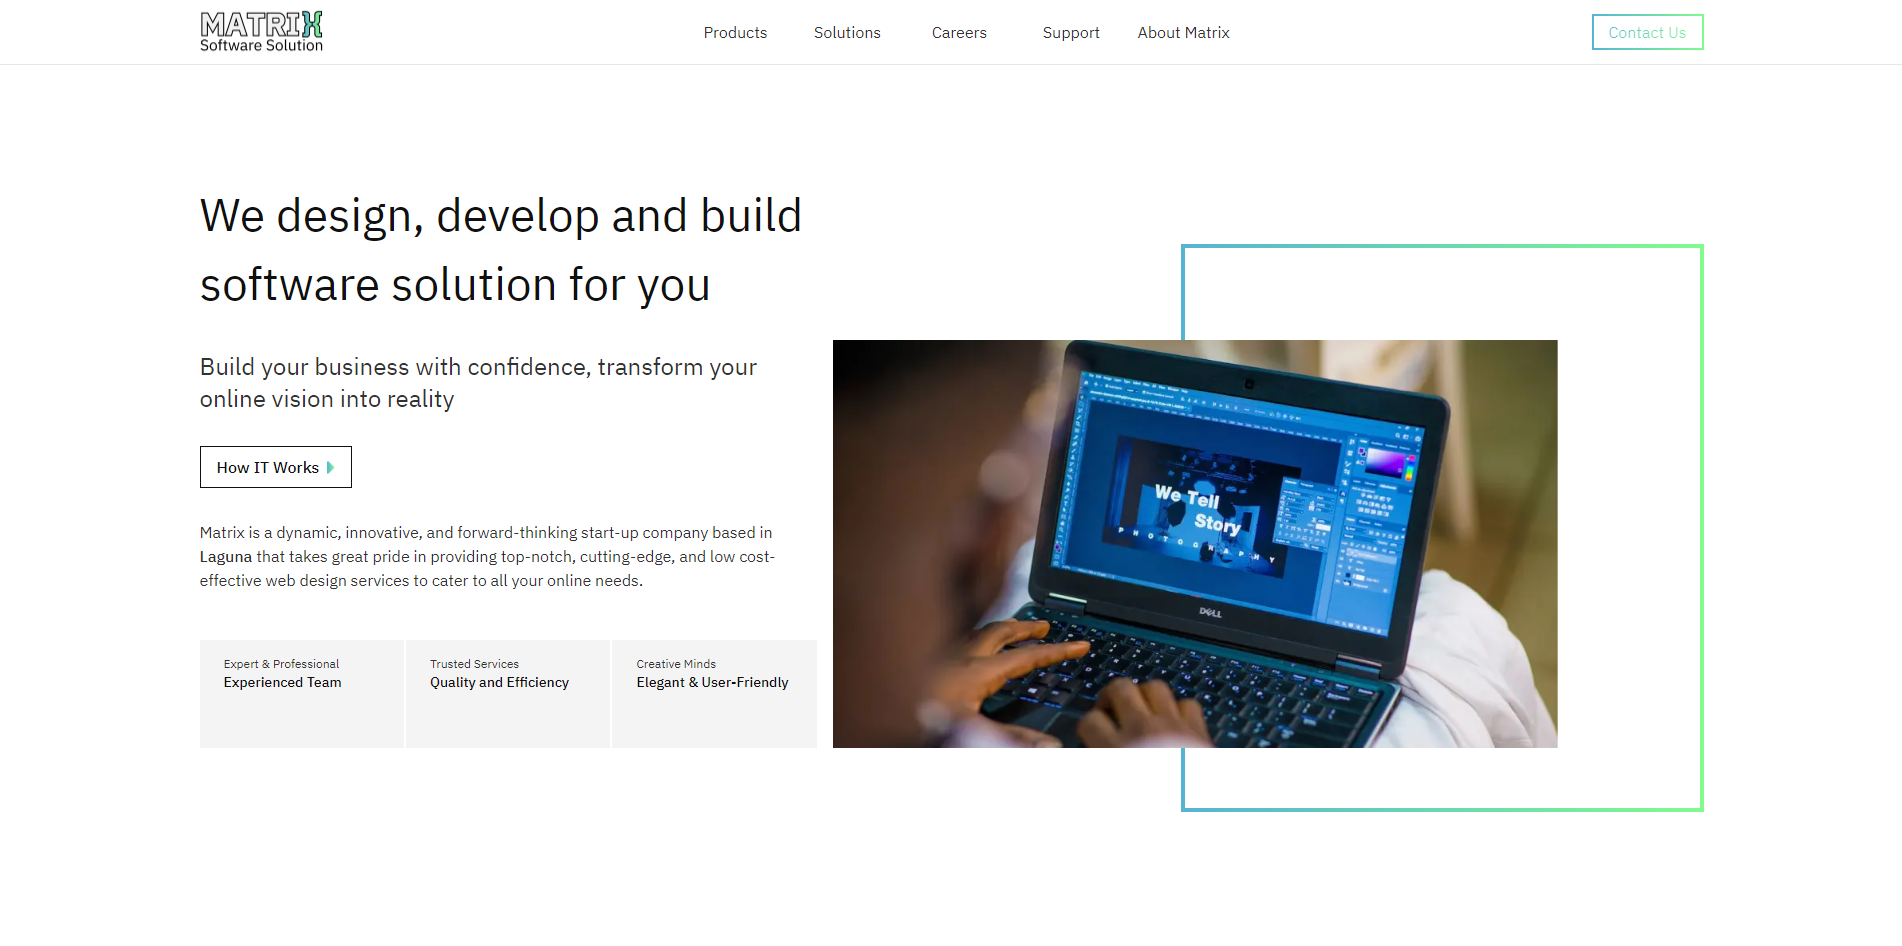 MATRIX
Software Solution
Products
Solutions
Careers
Support
About Matrix
Contact Us
We design, develop and build
software solution for you
Build your business with confidence, transform your
online vision into reality
How IT Works
Matrix is a dynamic, innovative, and forward-thinking start-up company based in
Laguna that takes great pride in providing top-notch, cutting-edge, and low cost-
effective web design services to cater to all your online needs.
Expert & Professional
Experienced Team
Trusted Services
Quality and Efficiency
Creative Minds
Elegant & User-Friendly
We Tell
Story
PHOTOGRAPHY
DELL